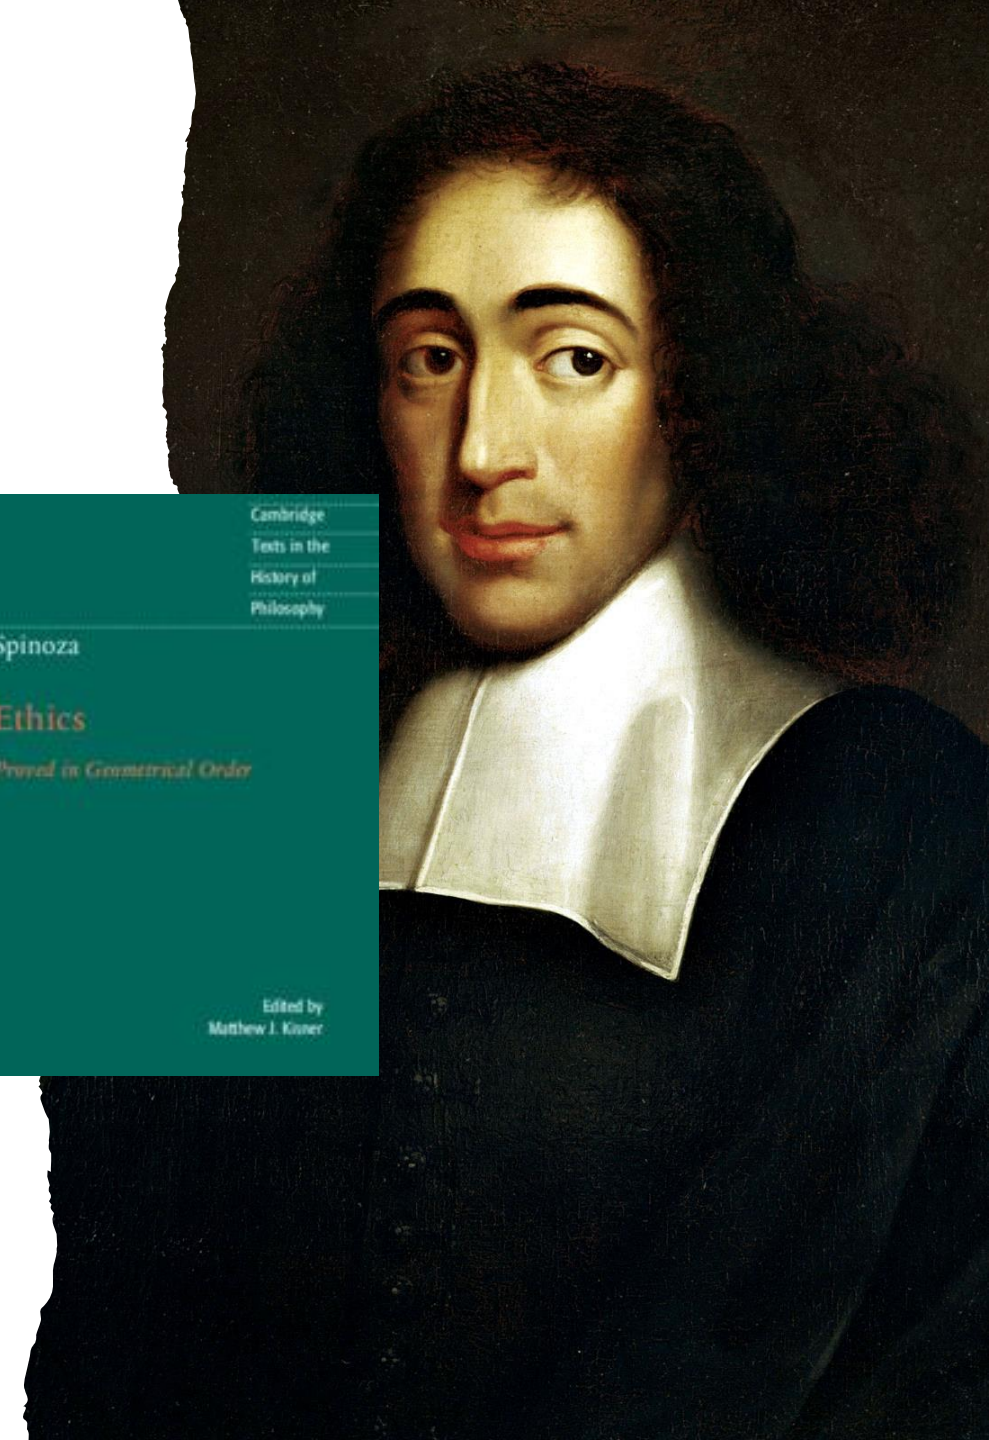 Cambridge
Texts in the
History of
Philosophy
Spinoza
Ethics
Proved in Geometrical Order
Edited by
Matthew J. Kisner